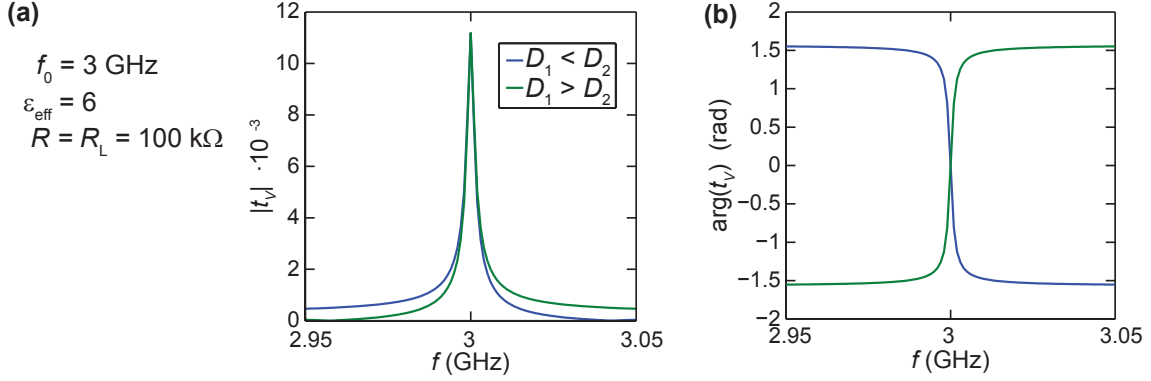 (a)
f₀ = 3 GHz
εeff = 6
R = RL = 100 kΩ
|tV| ·10⁻³
12
10
8
6
4
2
0
2.95
3
3.05
f (GHz)
D₁ < D₂
D₁ > D₂
(b)
arg(tV) (rad)
2
1.5
1
0.5
0
−0.5
−1
−1.5
−2
2.95
3
3.05
f (GHz)